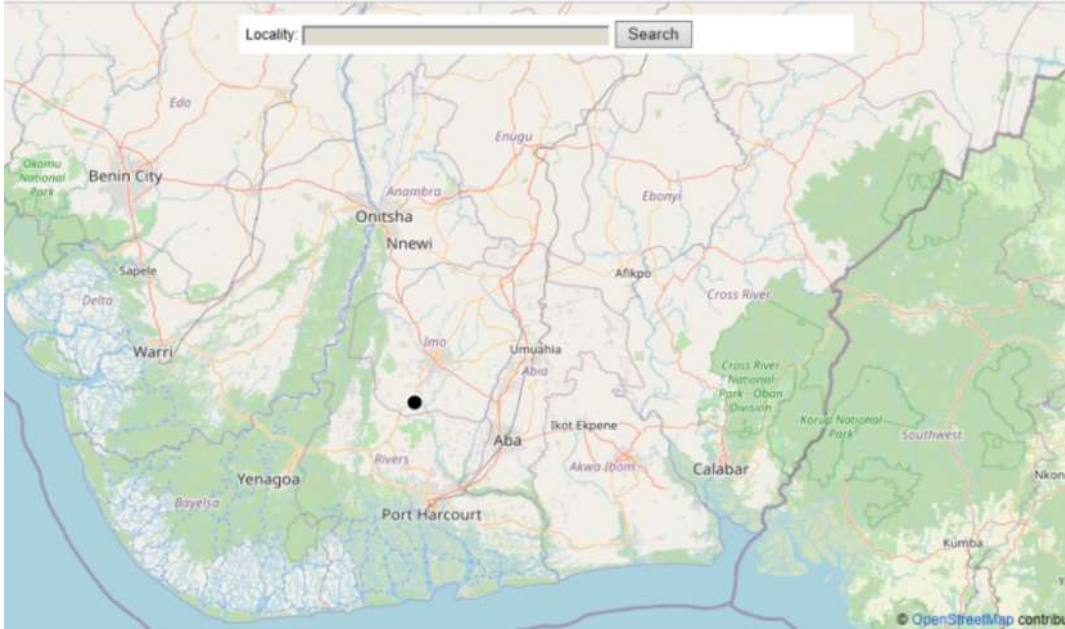 Locality: Search
Edo
Enugu
Okomu
National
Park
Benin City
Anambra
Ebonyi
Onitsha
Nnewi
Sapele
Afikpo
Delta
Cross River
Warri
Imo
Umuahia
Abia
Cross River
National
Park - Oban
Division
Korup National
Park
Southwest
Ikot Ekpene
Aba
Rivers
Akwa Ibom
Calabar
Yenagoa
Nkon
Bayelsa
Port Harcourt
Kumba
© OpenStreetMap contribu